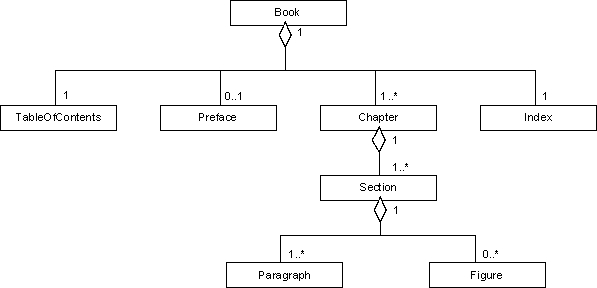 Book
1
1
0..1
1..*
1
TableOfContents
Preface
Chapter
Index
1
1..*
Section
1
1..*
0..*
Paragraph
Figure